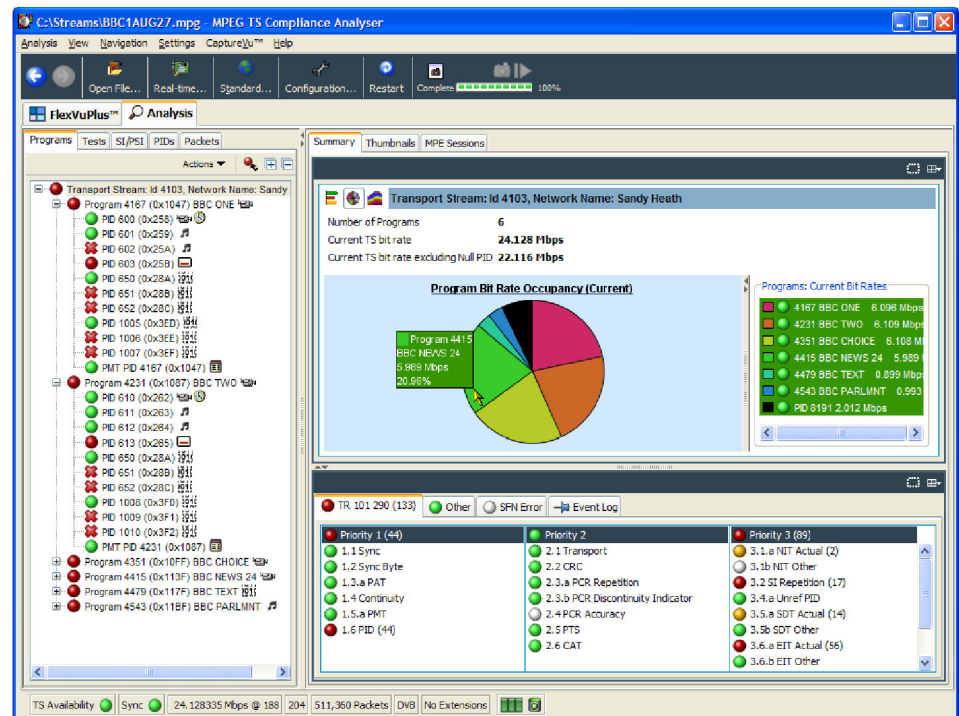 C:\Streams\BBC1AUG27.mpg - MPEG TS Compliance Analyser
Analysis View Navigation Settings CaptureVu™ Help
Open File... Real-time... Standard... Configuration... Restart Complete 100%
FlexVuPlus™ Analysis
Programs Tests SI/PSI PIDs Packets
Actions
Transport Stream: Id 4103, Network Name: Sandy
Program 4167 (0x1047) BBC ONE
PID 600 (0x258)
PID 601 (0x259)
PID 602 (0x25A)
PID 603 (0x25B)
PID 650 (0x28A)
PID 651 (0x28B)
PID 652 (0x28C)
PID 1005 (0x3ED)
PID 1006 (0x3EE)
PID 1007 (0x3EF)
PMT PID 4167 (0x1047)
Program 4231 (0x1087) BBC TWO
PID 610 (0x262)
PID 611 (0x263)
PID 612 (0x264)
PID 613 (0x265)
PID 650 (0x28A)
PID 651 (0x28B)
PID 652 (0x28C)
PID 1008 (0x3F0)
PID 1009 (0x3F1)
PID 1010 (0x3F2)
PMT PID 4231 (0x1087)
Program 4351 (0x10FF) BBC CHOICE
Program 4415 (0x113F) BBC NEWS 24
Program 4479 (0x117F) BBC TEXT
Program 4543 (0x11BF) BBC PARLMNT
Summary Thumbnails MPE Sessions
Transport Stream: Id 4103, Network Name: Sandy Heath
Number of Programs 6
Current TS bit rate 24.128 Mbps
Current TS bit rate excluding Null PID 22.116 Mbps
Program Bit Rate Occupancy (Current)
Program 4415
BBC NEWS 24
5.989 Mbps
20.96%
Programs: Current Bit Rates
4167 BBC ONE 6.096 Mbps
4231 BBC TWO 6.109 Mbps
4351 BBC CHOICE 6.108 M
4415 BBC NEWS 24 5.989
4479 BBC TEXT 0.899 Mbps
4543 BBC PARLMNT 0.993
PID 8191 2.012 Mbps
TR 101 290 (133) Other SFN Error Event Log
Priority 1 (44)
1.1 Sync
1.2 Sync Byte
1.3.a PAT
1.4 Continuity
1.5.a PMT
1.6 PID (44)
Priority 2
2.1 Transport
2.2 CRC
2.3.a PCR Repetition
2.3.b PCR Discontinuity Indicator
2.4 PCR Accuracy
2.5 PTS
2.6 CAT
Priority 3 (89)
3.1.a NIT Actual (2)
3.1b NIT Other
3.2 SI Repetition (17)
3.4.a Unref PID
3.5.a SDT Actual (14)
3.5b SDT Other
3.6.a EIT Actual (56)
3.6.b EIT Other
TS Availability Sync 24.128335 Mbps @ 188 204 511,360 Packets DVB No Extensions